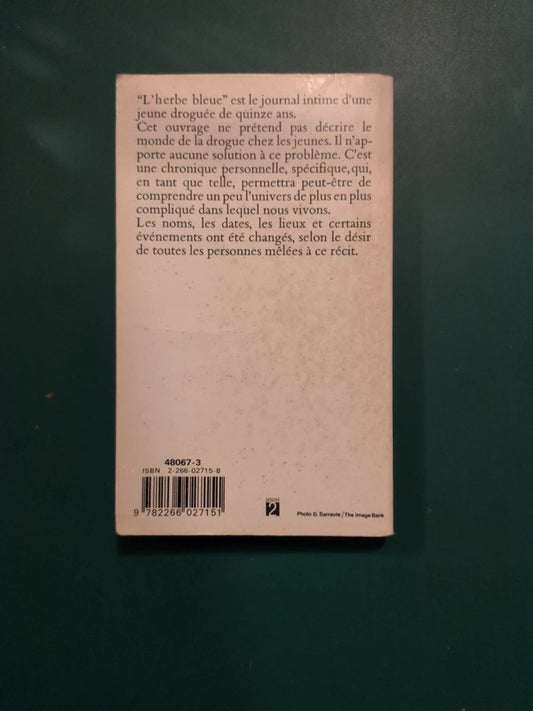 “L'herbe bleue” est le journal intime d'une
jeune droguée de quinze ans.
Cet ouvrage ne prétend pas décrire le
monde de la drogue chez les jeunes. Il n'ap-
porte aucune solution à ce problème. C'est
une chronique personnelle, spécifique, qui,
en tant que telle, permettra peut-être de
comprendre un peu l'univers de plus en plus
compliqué dans lequel nous vivons.
Les noms, les dates, les lieux et certains
événements ont été changés, selon le désir
de toutes les personnes mêlées à ce récit.
48067-3
ISBN 2-266-02715-8
9 782266 027151
2
Photo D. Sarraute / The Image Bank